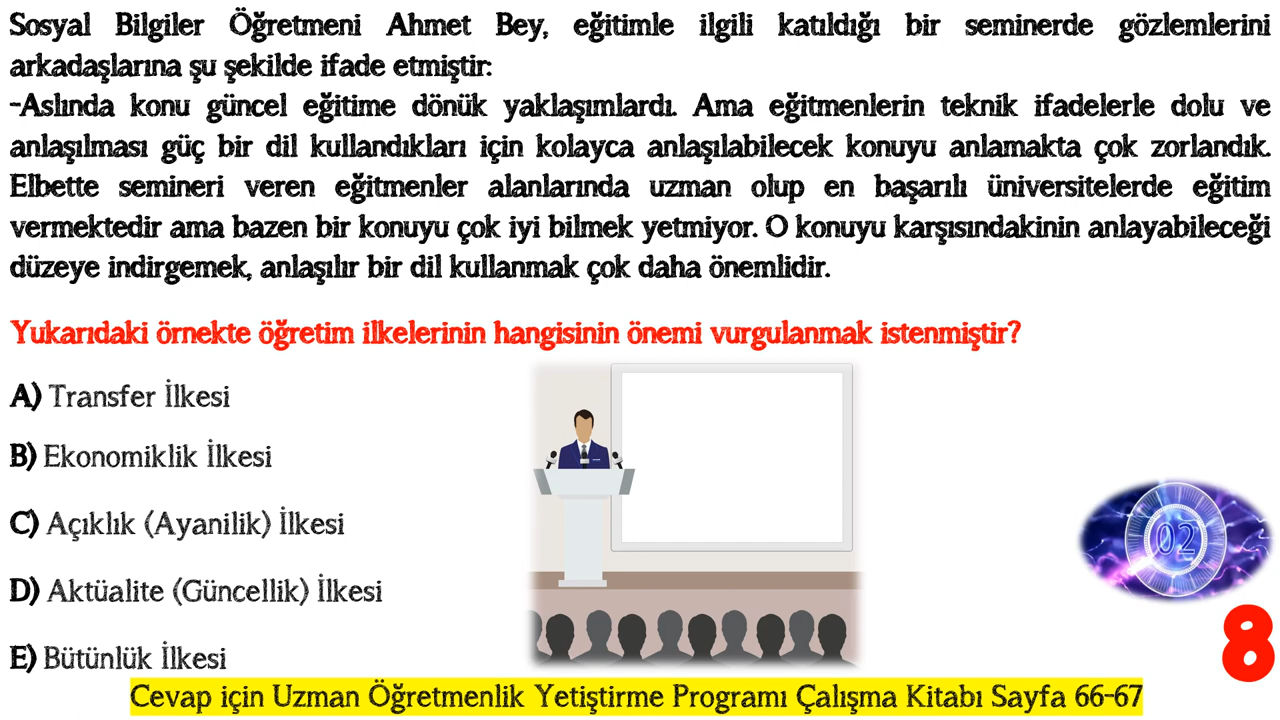 Sosyal Bilgiler Öğretmeni Ahmet Bey, eğitimle ilgili katıldığı bir seminerde gözlemlerini
arkadaşlarına şu şekilde ifade etmiştir:
-Aslında konu güncel eğitime dönük yaklaşımlardı. Ama eğitmenlerin teknik ifadelerle dolu ve
anlaşılması güç bir dil kullandıkları için kolayca anlaşılabilecek konuyu anlamakta çok zorlandık.
Elbette semineri veren eğitmenler alanlarında uzman olup en başarılı üniversitelerde eğitim
vermektedir ama bazen bir konuyu çok iyi bilmek yetmiyor. O konuyu karşısındakinin anlayabileceği
düzeye indirgemek, anlaşılır bir dil kullanmak çok daha önemlidir.
Yukarıdaki örnekte öğretim ilkelerinin hangisinin önemi vurgulanmak istenmiştir?
A) Transfer İlkesi
B) Ekonomiklik İlkesi
C) Açıklık (Ayanilik) İlkesi
D) Aktüalite (Güncellik) İlkesi
E) Bütünlük İlkesi
02
8
Cevap için Uzman Öğretmenlik Yetiştirme Programı Çalışma Kitabı Sayfa 66-67